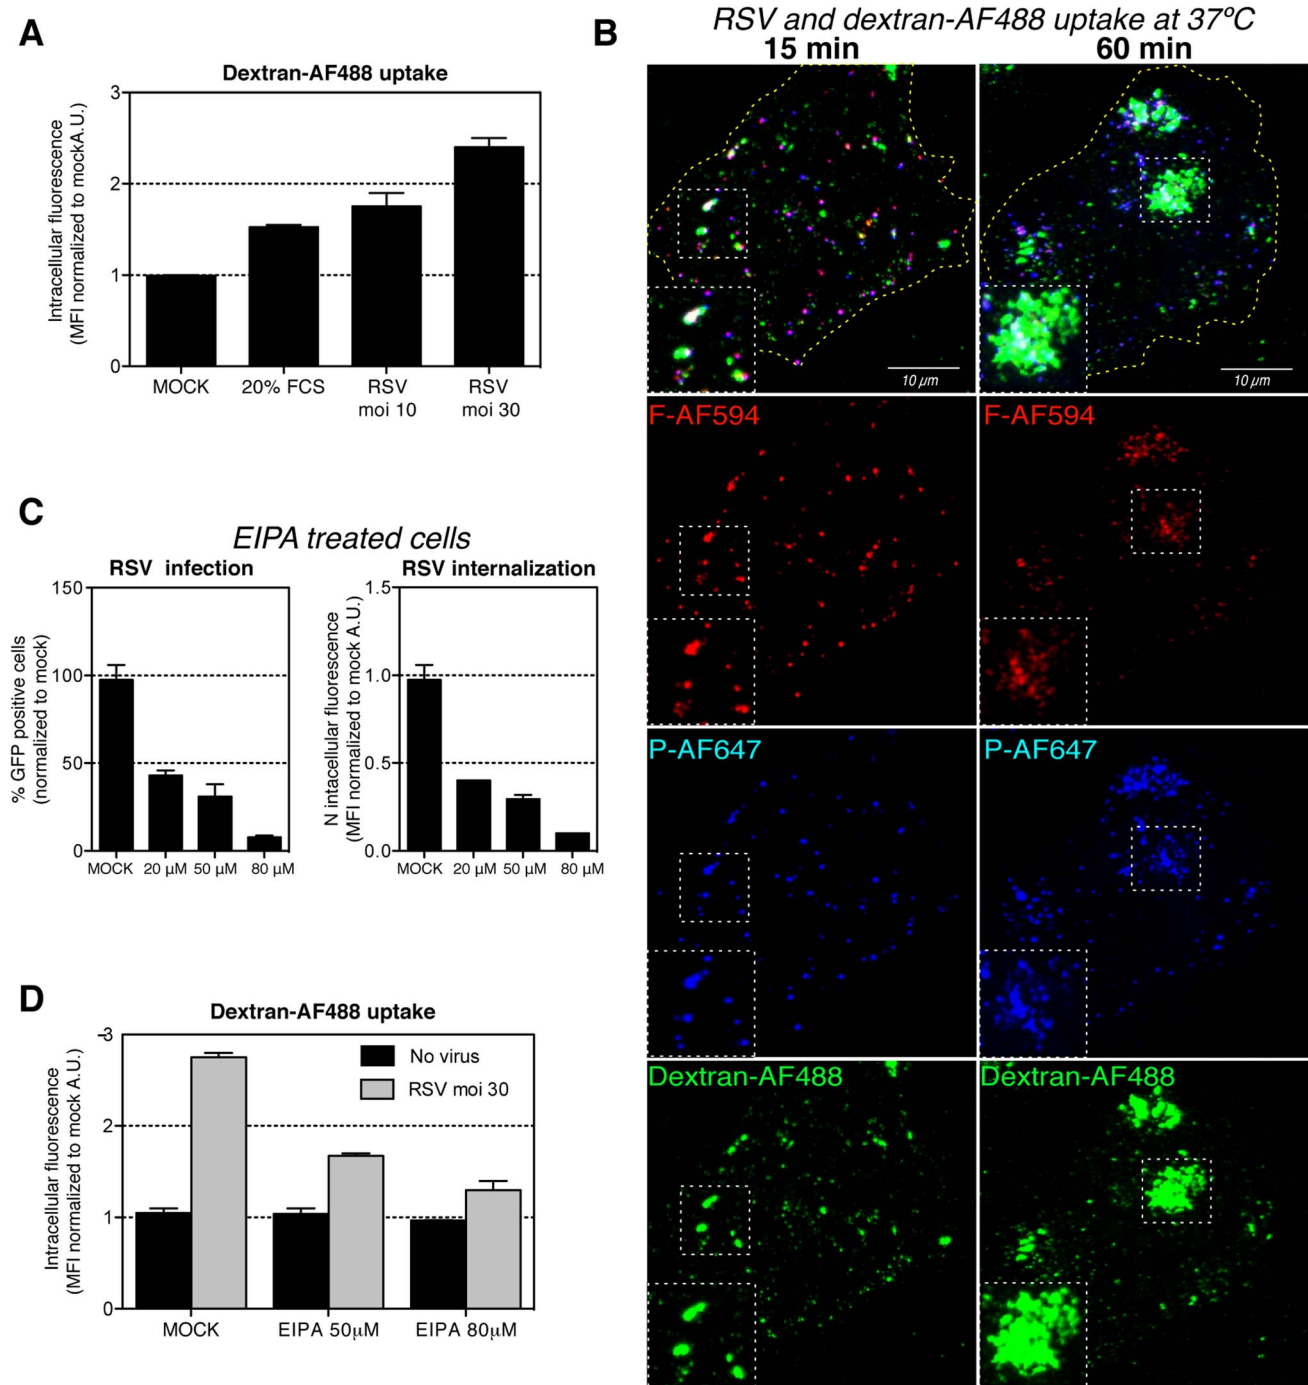 A
Dextran-AF488 uptake
Intracellular fluorescence
(MFI normalized to mockA.U.)
3
2
1
0
MOCK
20% FCS
RSV
moi 10
RSV
moi 30
B
RSV and dextran-AF488 uptake at 37ºC
15 min
60 min
10 µm
10 µm
F-AF594
F-AF594
P-AF647
P-AF647
Dextran-AF488
Dextran-AF488
C
EIPA treated cells
RSV infection
% GFP positive cells
(normalized to mock)
150
100
50
0
MOCK
20 µM
50 µM
80 µM
RSV internalization
N intacellular fluorescence
(MFI normalized to mock A.U.)
1.5
1.0
0.5
0.0
MOCK
20 µM
50 µM
80 µM
D
Dextran-AF488 uptake
Intracellular fluorescence
(MFI normalized to mock A.U.)
3
2
1
0
No virus
RSV moi 30
MOCK
EIPA 50µM
EIPA 80µM